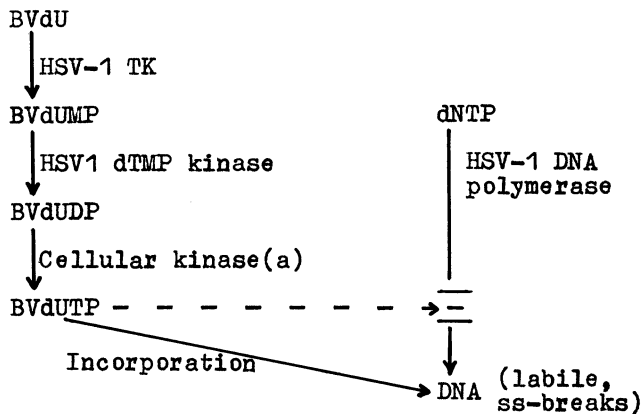 BVdU
HSV-1 TK
BVdUMP
dNTP
HSV1 dTMP kinase
HSV-1 DNA
polymerase
BVdUDP
Cellular kinase(a)
BVdUTP
Incorporation
DNA (labile,
ss-breaks)